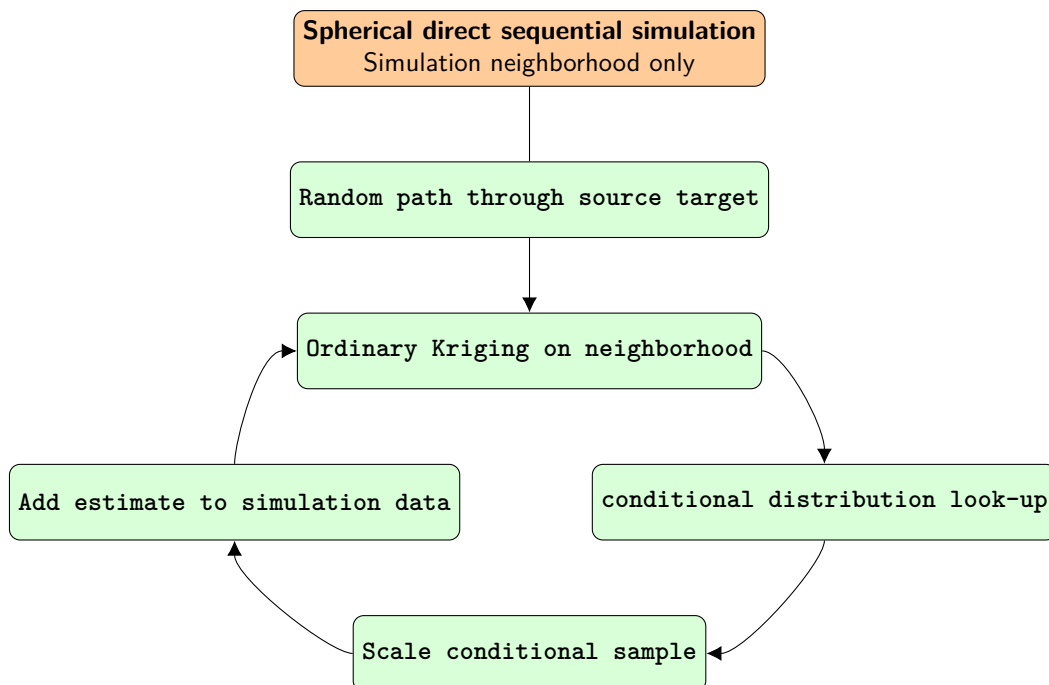 Spherical direct sequential simulation
Simulation neighborhood only
Random path through source target
Ordinary Kriging on neighborhood
Add estimate to simulation data
conditional distribution look-up
Scale conditional sample